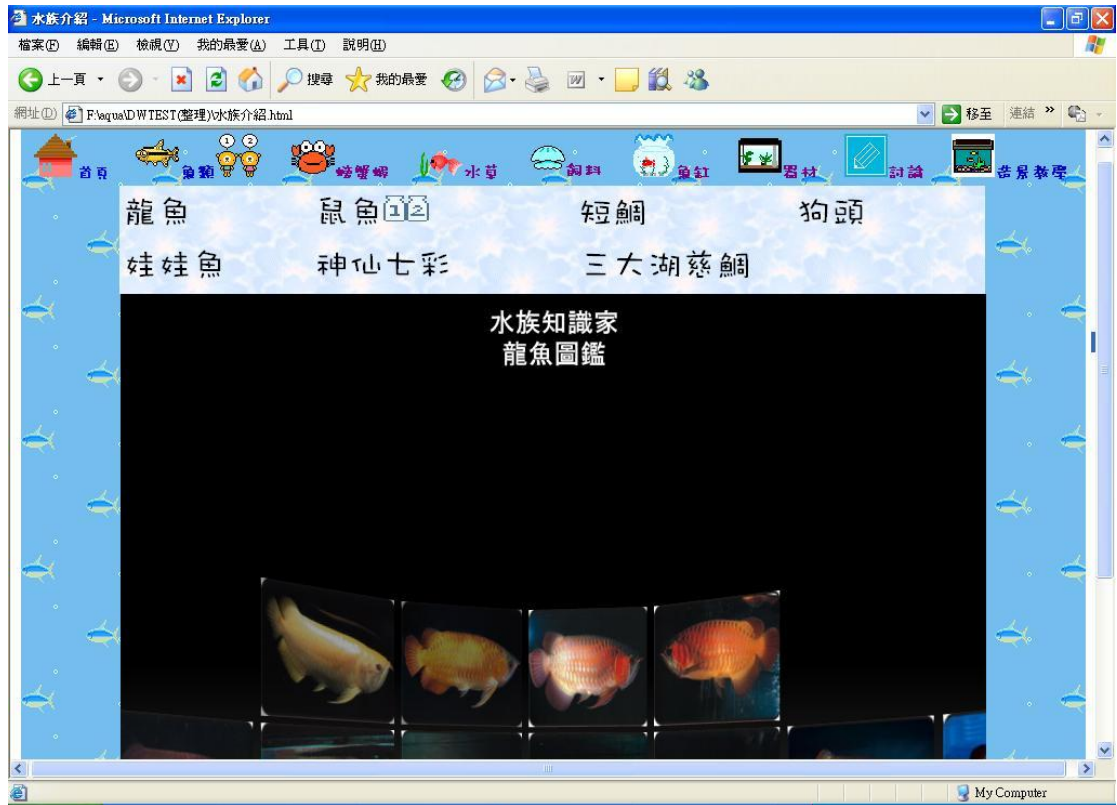 水族介紹 - Microsoft Internet Explorer
檔案(F) 編輯(E) 檢視(V) 我的最愛(A) 工具(T) 說明(H)
上一頁 搜尋 我的最愛
網址(D) F:\aqua\DWTEST(整理)\水族介紹.html 移至 連結 »
首頁 魚類 1 2 螃蟹蝦 水草 飼料 魚缸 器材 討論 造景教學
龍魚 鼠魚12 短鯛 狗頭
娃娃魚 神仙七彩 三大湖慈鯛
水族知識家
龍魚圖鑑
My Computer